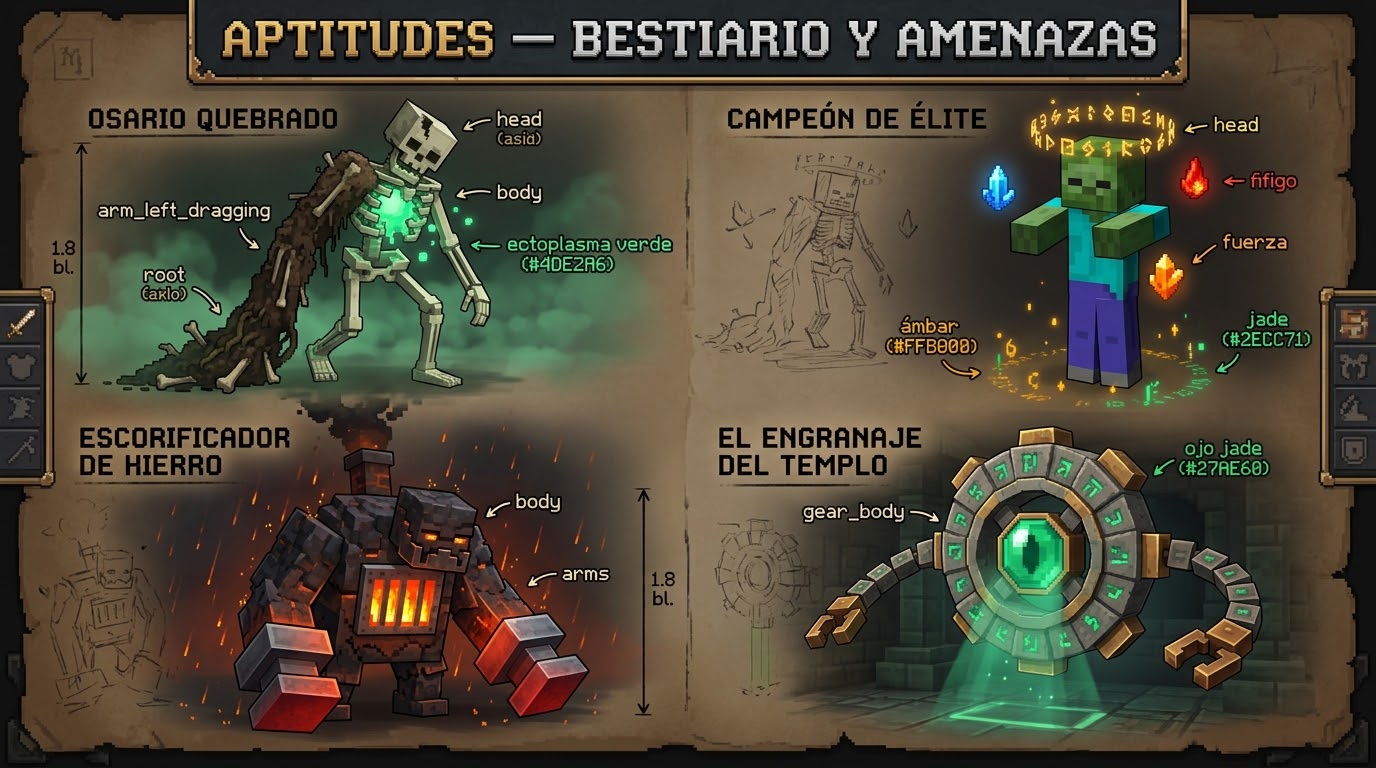 APTITUDES — BESTIARIO Y AMENAZAS
OSARIO QUEBRADO
head
(asid)
body
arm_left_dragging
ectoplasma verde
(#4DE2A6)
1.8
bl.
root
(aklo)
CAMPEÓN DE ÉLITE
head
fifigo
fuerza
ámbar
(#FFB000)
jade
(#2ECC71)
ESCORIFICADOR
DE HIERRO
body
arms
1.8
bl.
EL ENGRANAJE
DEL TEMPLO
ojo jade
(#27AE60)
gear_body